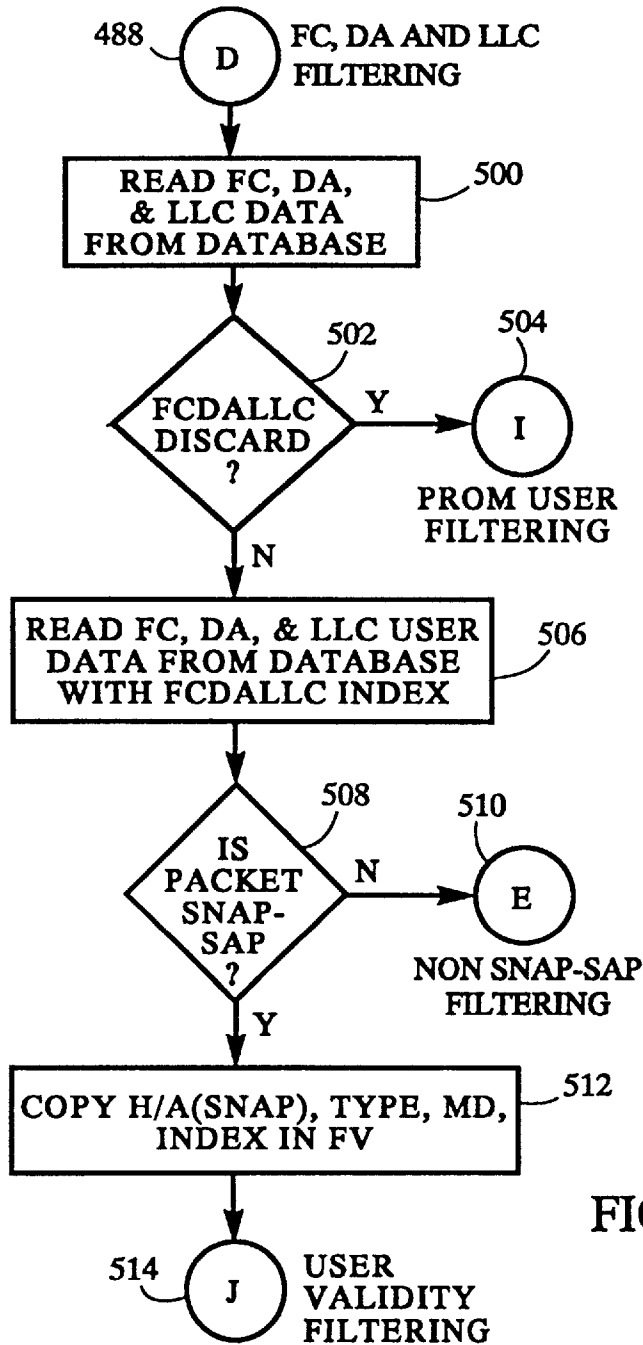 488
D
FC, DA AND LLC
FILTERING
READ FC, DA,
& LLC DATA
FROM DATABASE
500
FCDALLC
DISCARD
?
502
Y
504
I
PROM USER
FILTERING
N
READ FC, DA, & LLC USER
DATA FROM DATABASE
WITH FCDALLC INDEX
506
IS
PACKET
SNAP-
SAP
?
508
N
510
E
NON SNAP-SAP
FILTERING
Y
COPY H/A(SNAP), TYPE, MD,
INDEX IN FV
512
514
J
USER
VALIDITY
FILTERING